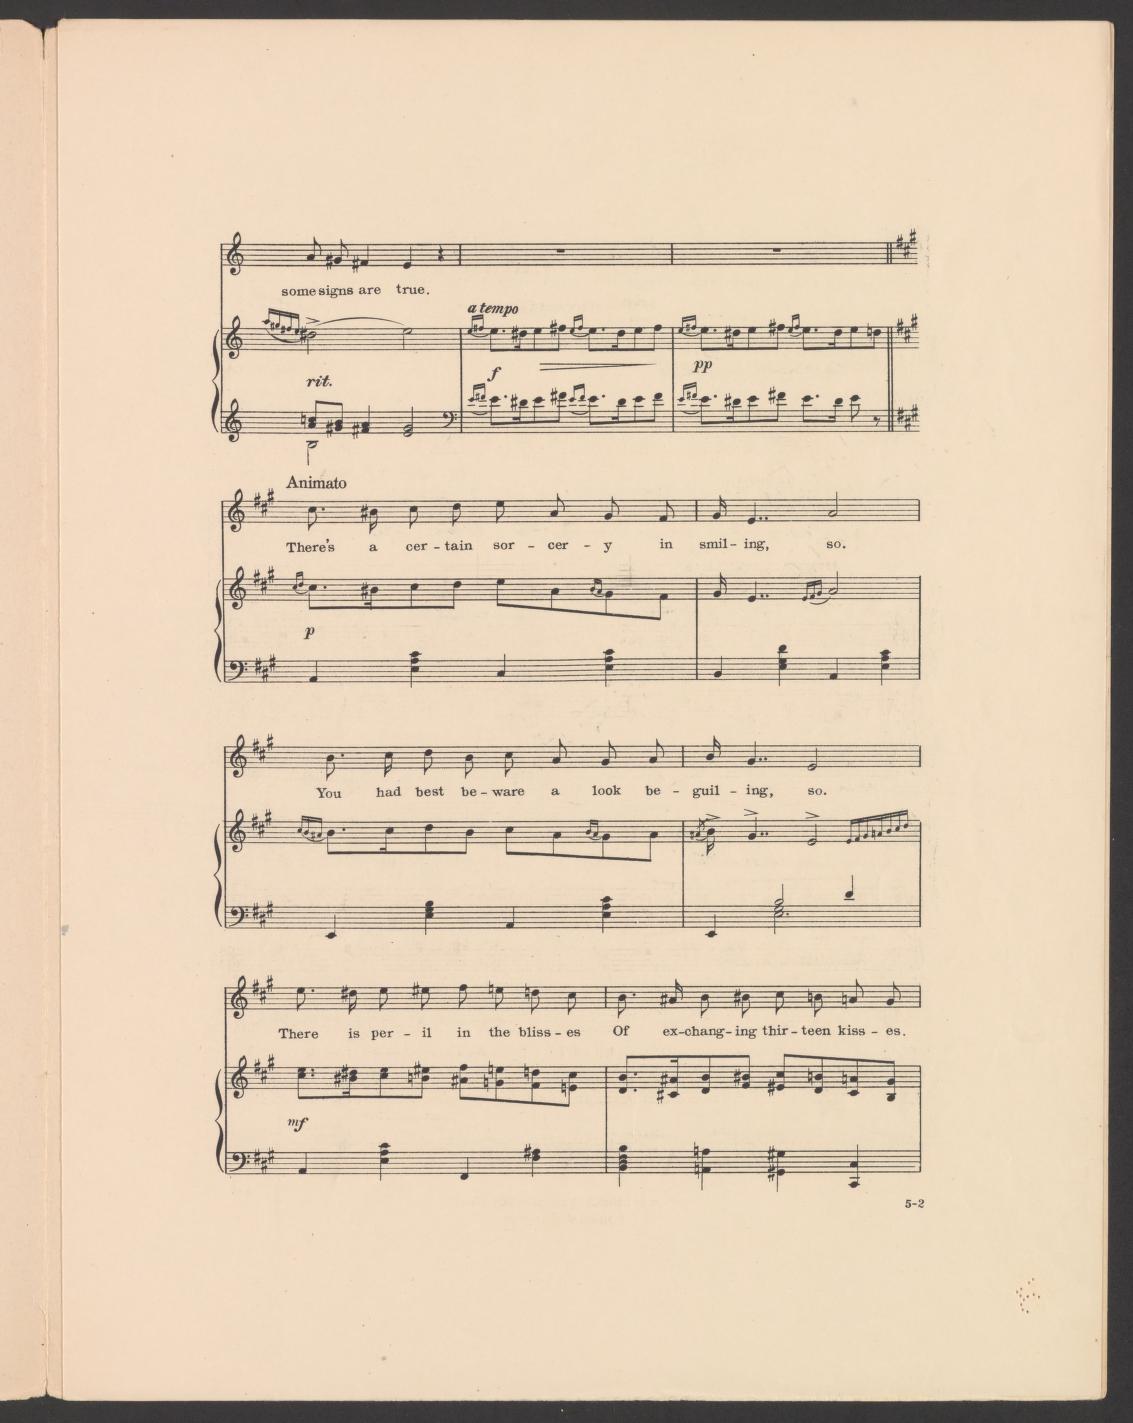 some signs are true.
a tempo
rit.
f
pp
Animato
There's a cer - tain sor - cer - y in smil - ing, so.
p
You had best be - ware a look be - guil - ing, so.
There is per - il in the bliss - es Of ex - chang - ing thir - teen kiss - es.
mf
5-2